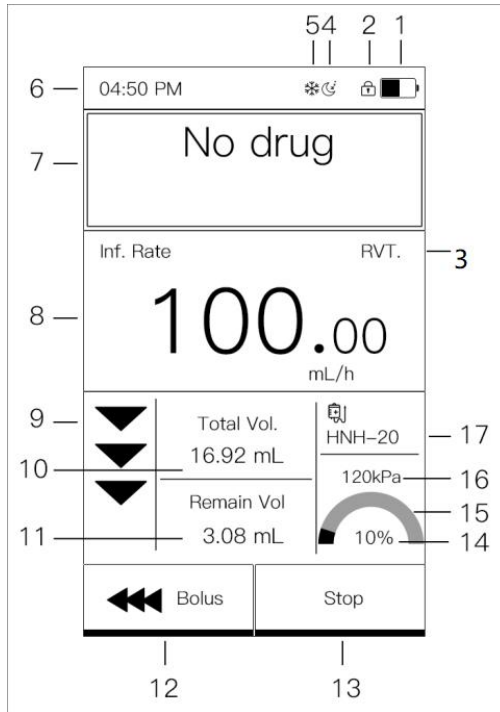 54 2 1
6 04:50 PM
7 No drug
Inf. Rate RVT. 3
8 100.00
mL/h
9 Total Vol. HNH-20 17
10 16.92 mL 120kPa 16
Remain Vol 15
11 3.08 mL 10% 14
Bolus Stop
12 13